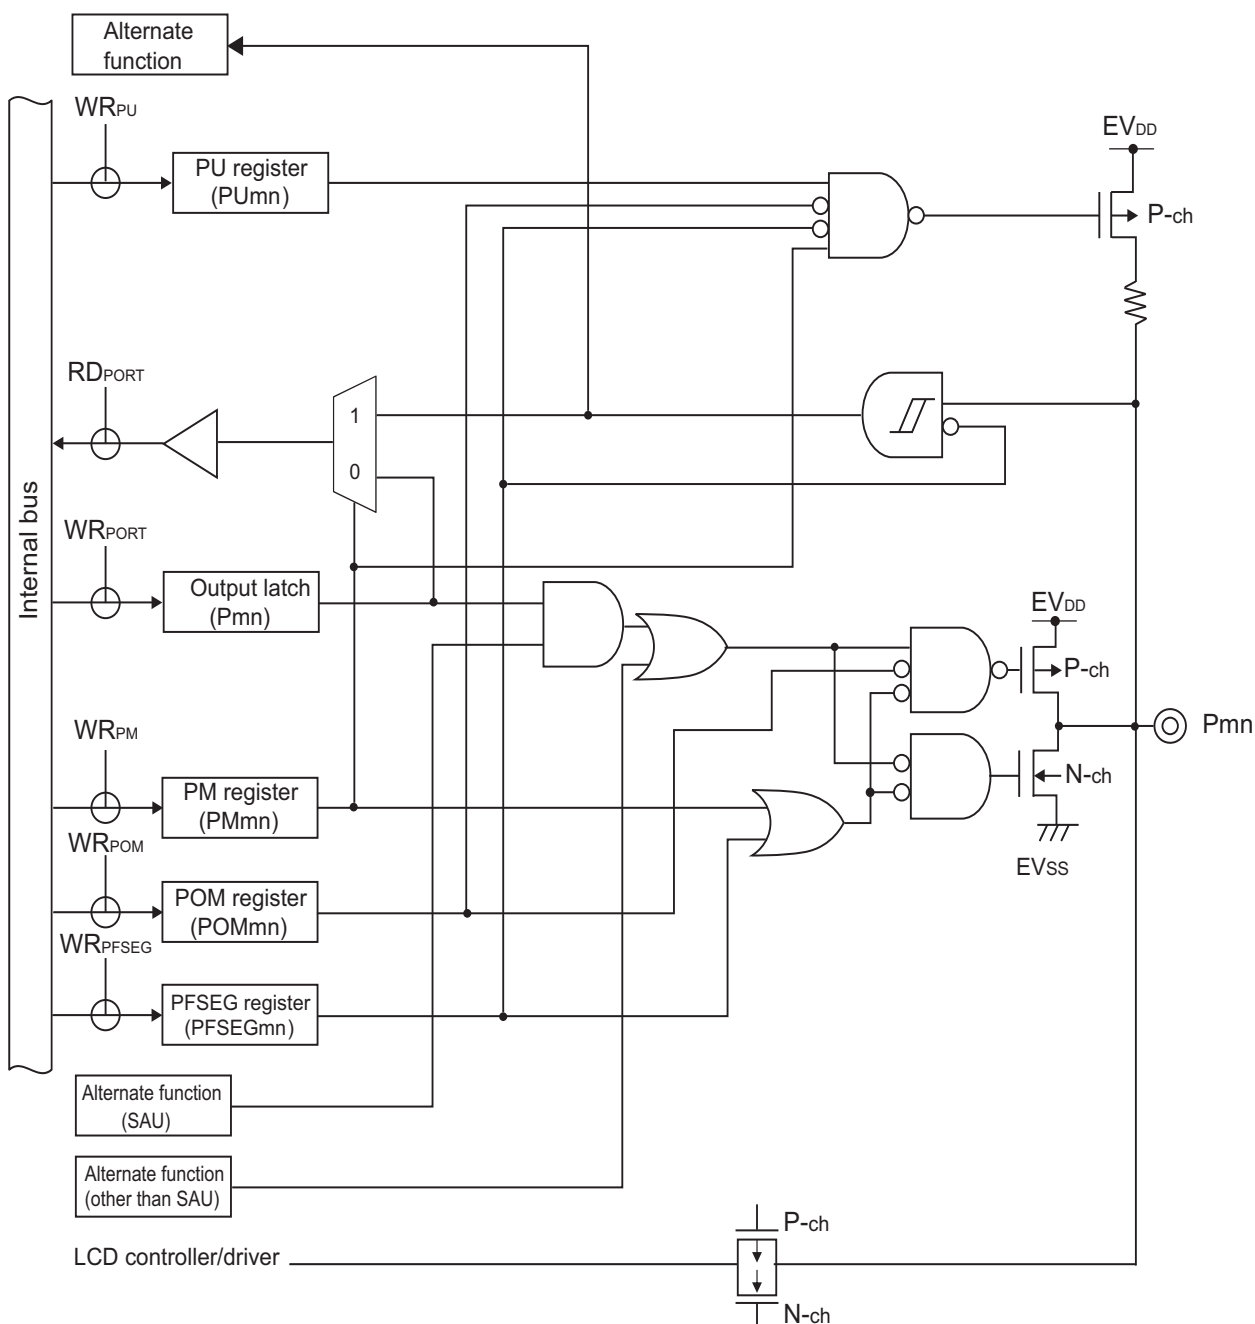 Alternate
function
WRPU
EVDD
PU register
(PUmn)
P-ch
RDPORT
1
0
Internal bus
WRPORT
Output latch
(Pmn)
EVDD
P-ch
WRPM
Pmn
PM register
(PMmn)
N-ch
WRPOM
EVSS
POM register
(POMmn)
WRPFSEG
PFSEG register
(PFSEGmn)
Alternate function
(SAU)
Alternate function
(other than SAU)
P-ch
LCD controller/driver
N-ch